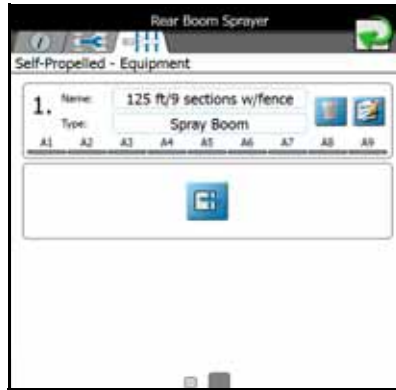 Rear Boom Sprayer
i
Self-Propelled - Equipment
1. Name: 125 ft/9 sections w/fence
Type: Spray Boom
A1 A2 A3 A4 A5 A6 A7 A8 A9